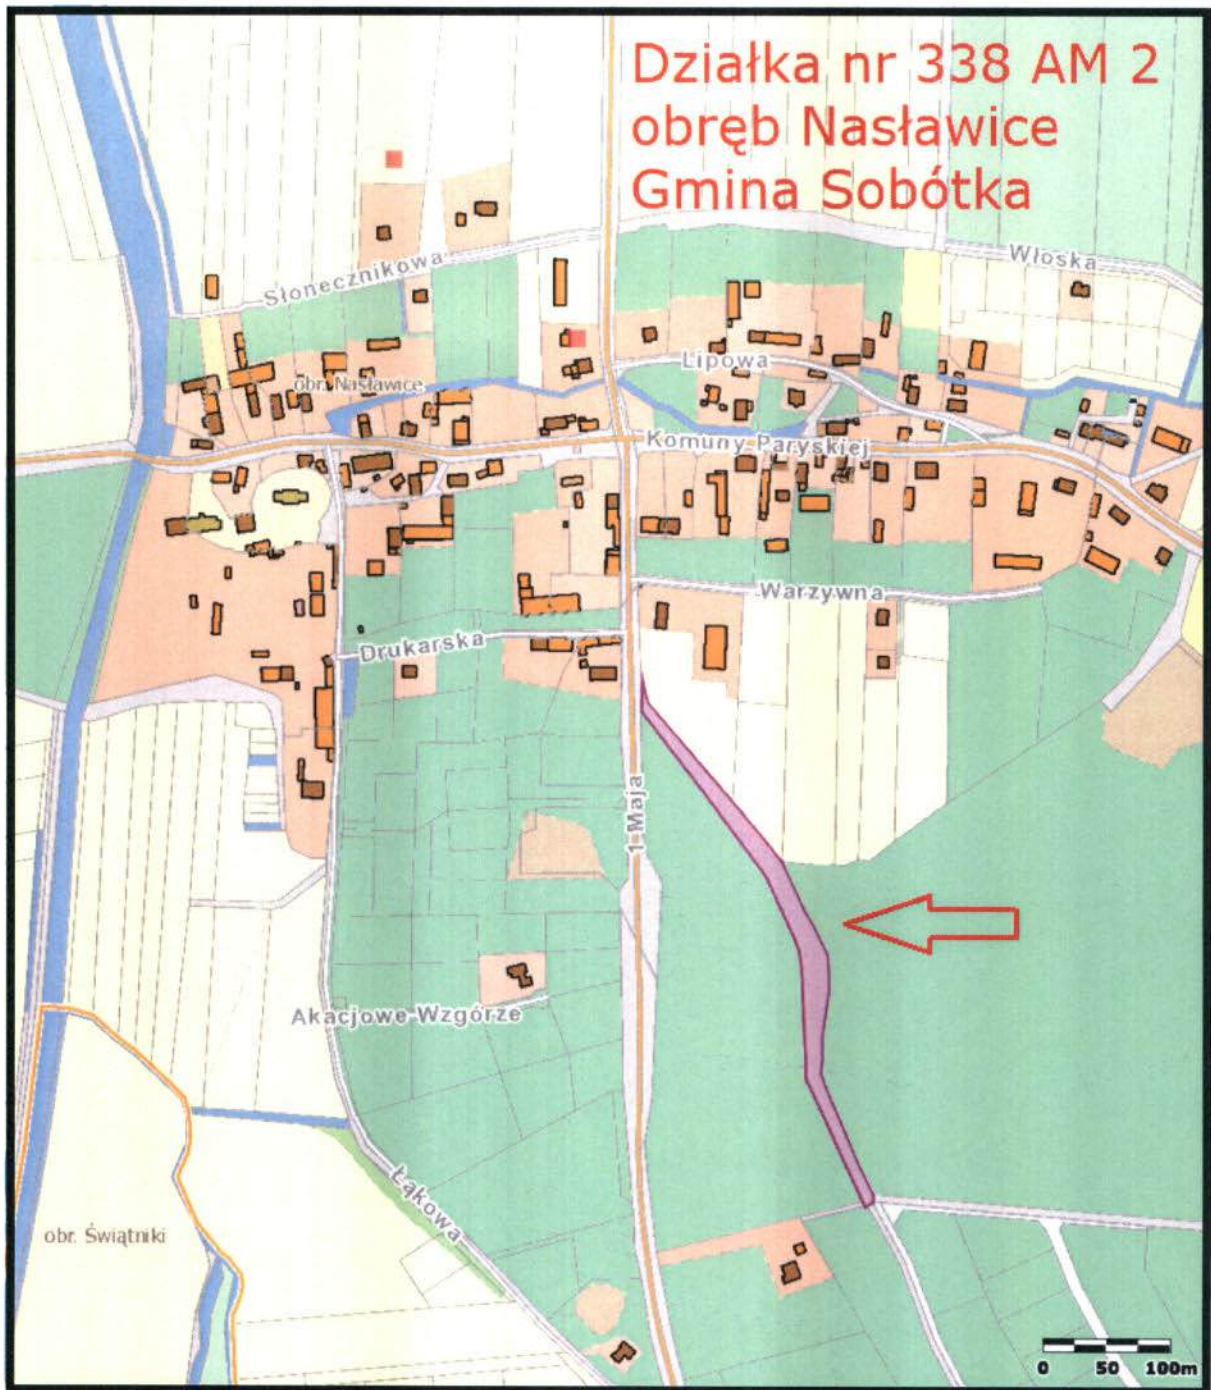 Działka nr 338 AM 2
obręb Nasławice
Gmina Sobótka
Włoska
Słonecznikowa
Lipowa
obr. Nasławice
Komuny Paryskiej
Warzywna
Drukarska
1 Maja
Akacjowe Wzgórze
Łąkowa
obr. Świątniki
0 50 100m